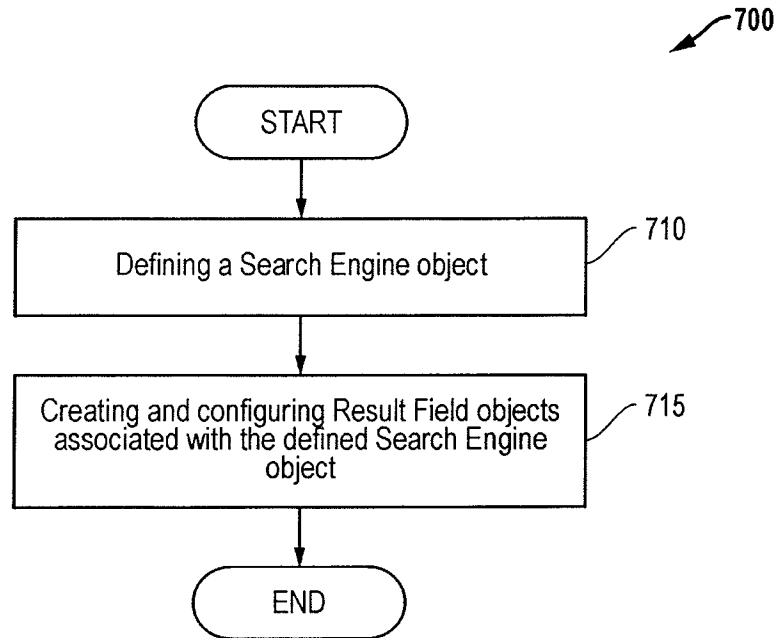 700
START
Defining a Search Engine object
710
Creating and configuring Result Field objects
associated with the defined Search Engine
object
715
END